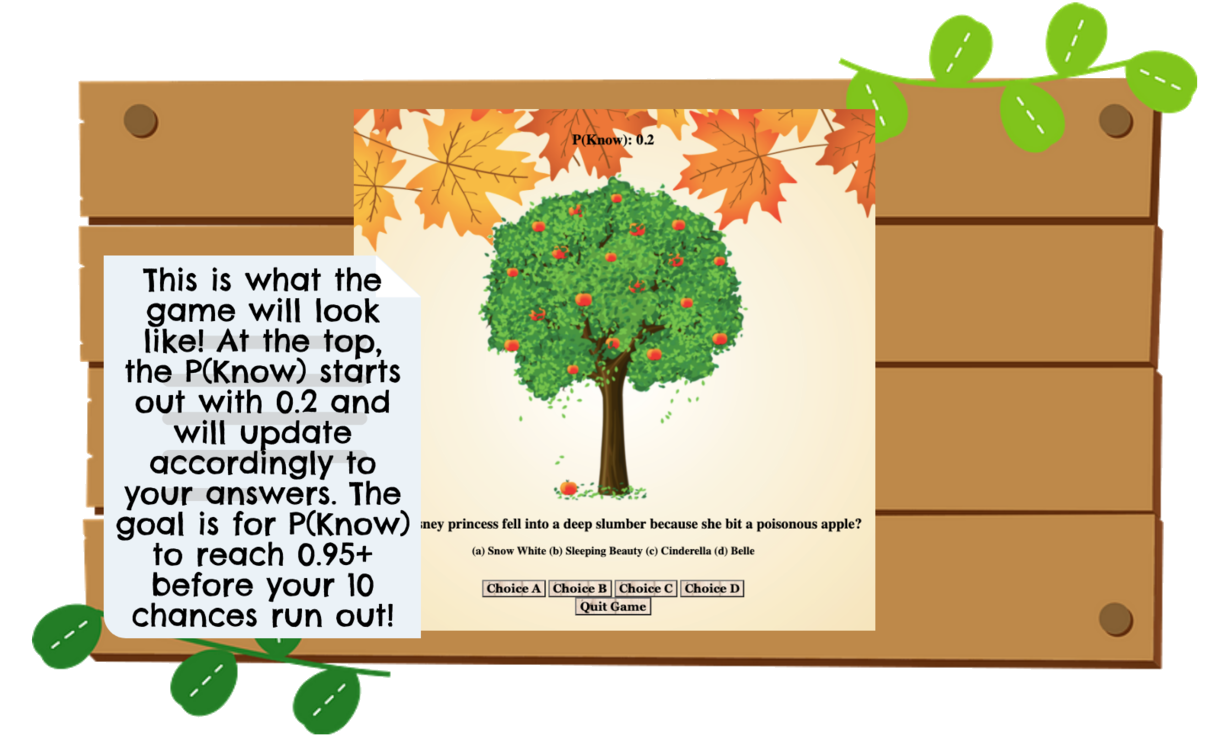 P(Know): 0.2
This is what the
game will look
like! At the top,
the P(Know) starts
out with 0.2 and
will update
accordingly to
your answers. The
goal is for P(Know)
to reach 0.95+
before your 10
chances run out!
princess fell into a deep slumber because she bit a poisonous apple?
(a) Snow White (b) Sleeping Beauty (c) Cinderella (d) Belle
Choice A Choice B Choice C Choice D
Quit Game